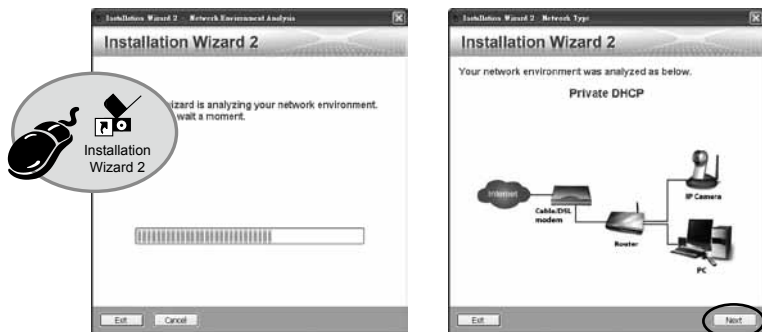 Installation Wizard 2 - Network Environment Analysis
Installation Wizard 2
izard is analyzing your network environment.
wait a moment.
Installation
Wizard 2
Exit
Cancel
Installation Wizard 2 - Network Type
Installation Wizard 2
Your network environment was analyzed as below.
Private DHCP
Internet
Cable/DSL
modem
Router
IP Camera
PC
Exit
Next